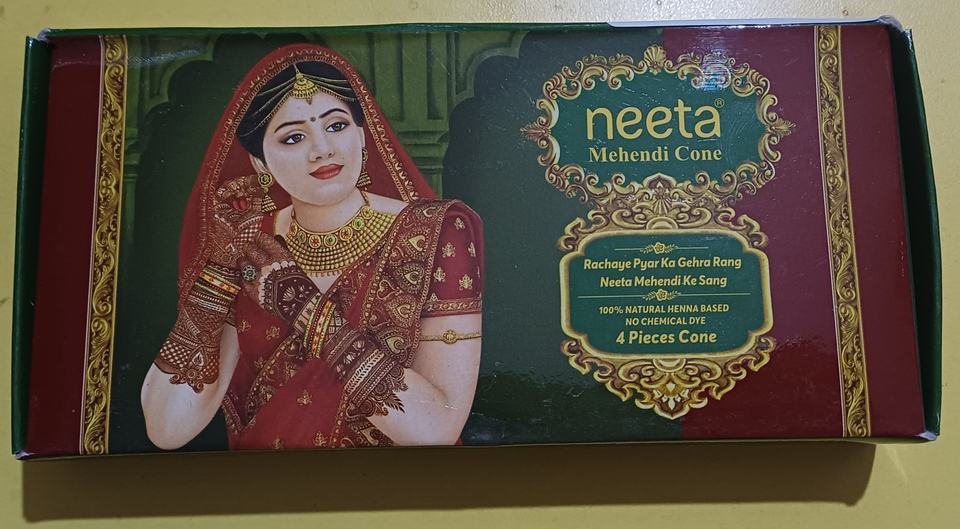 neeta®
Mehendi Cone
Rachaye Pyar Ka Gehra Rang
Neeta Mehendi Ke Sang
100% NATURAL HENNA BASED
NO CHEMICAL DYE
4 Pieces Cone